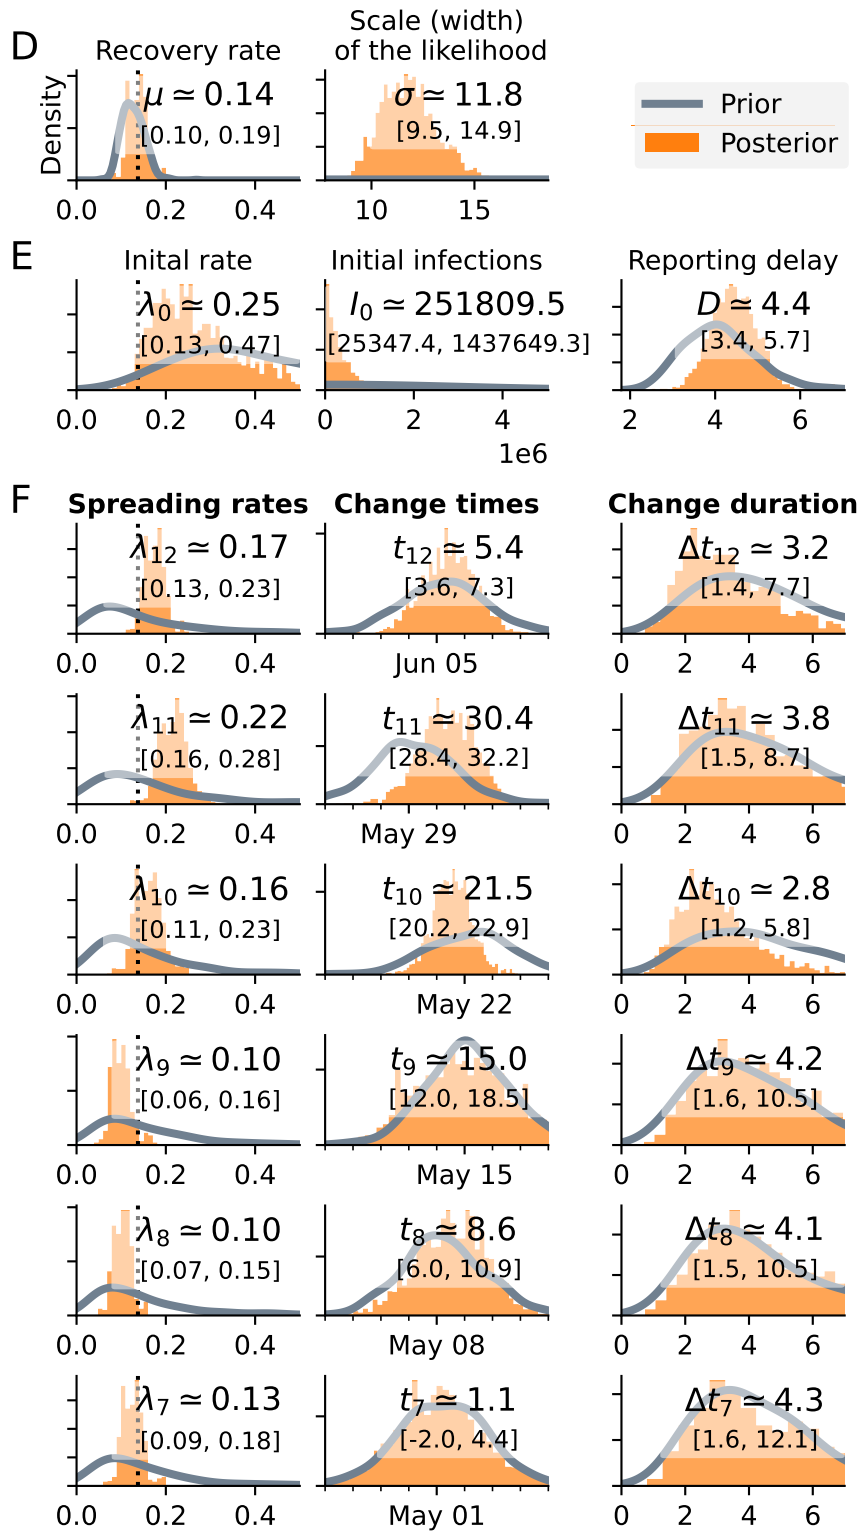 D
Recovery rate
Scale (width)
of the likelihood
Density
μ ≃ 0.14
[0.10, 0.19]
0.0 0.2 0.4
σ ≃ 11.8
[9.5, 14.9]
10 15
Prior
Posterior
E
Inital rate
Initial infections
Reporting delay
λ0 ≃ 0.25
[0.13, 0.47]
0.0 0.2 0.4
I0 ≃ 251809.5
[25347.4, 1437649.3]
0 2 4
1e6
D ≃ 4.4
[3.4, 5.7]
2 4 6
F
Spreading rates
Change times
Change duration
λ12 ≃ 0.17
[0.13, 0.23]
0.0 0.2 0.4
t12 ≃ 5.4
[3.6, 7.3]
Jun 05
Δt12 ≃ 3.2
[1.4, 7.7]
0 2 4 6
λ11 ≃ 0.22
[0.16, 0.28]
0.0 0.2 0.4
t11 ≃ 30.4
[28.4, 32.2]
May 29
Δt11 ≃ 3.8
[1.5, 8.7]
0 2 4 6
λ10 ≃ 0.16
[0.11, 0.23]
0.0 0.2 0.4
t10 ≃ 21.5
[20.2, 22.9]
May 22
Δt10 ≃ 2.8
[1.2, 5.8]
0 2 4 6
λ9 ≃ 0.10
[0.06, 0.16]
0.0 0.2 0.4
t9 ≃ 15.0
[12.0, 18.5]
May 15
Δt9 ≃ 4.2
[1.6, 10.5]
0 2 4 6
λ8 ≃ 0.10
[0.07, 0.15]
0.0 0.2 0.4
t8 ≃ 8.6
[6.0, 10.9]
May 08
Δt8 ≃ 4.1
[1.5, 10.5]
0 2 4 6
λ7 ≃ 0.13
[0.09, 0.18]
0.0 0.2 0.4
t7 ≃ 1.1
[-2.0, 4.4]
May 01
Δt7 ≃ 4.3
[1.6, 12.1]
0 2 4 6